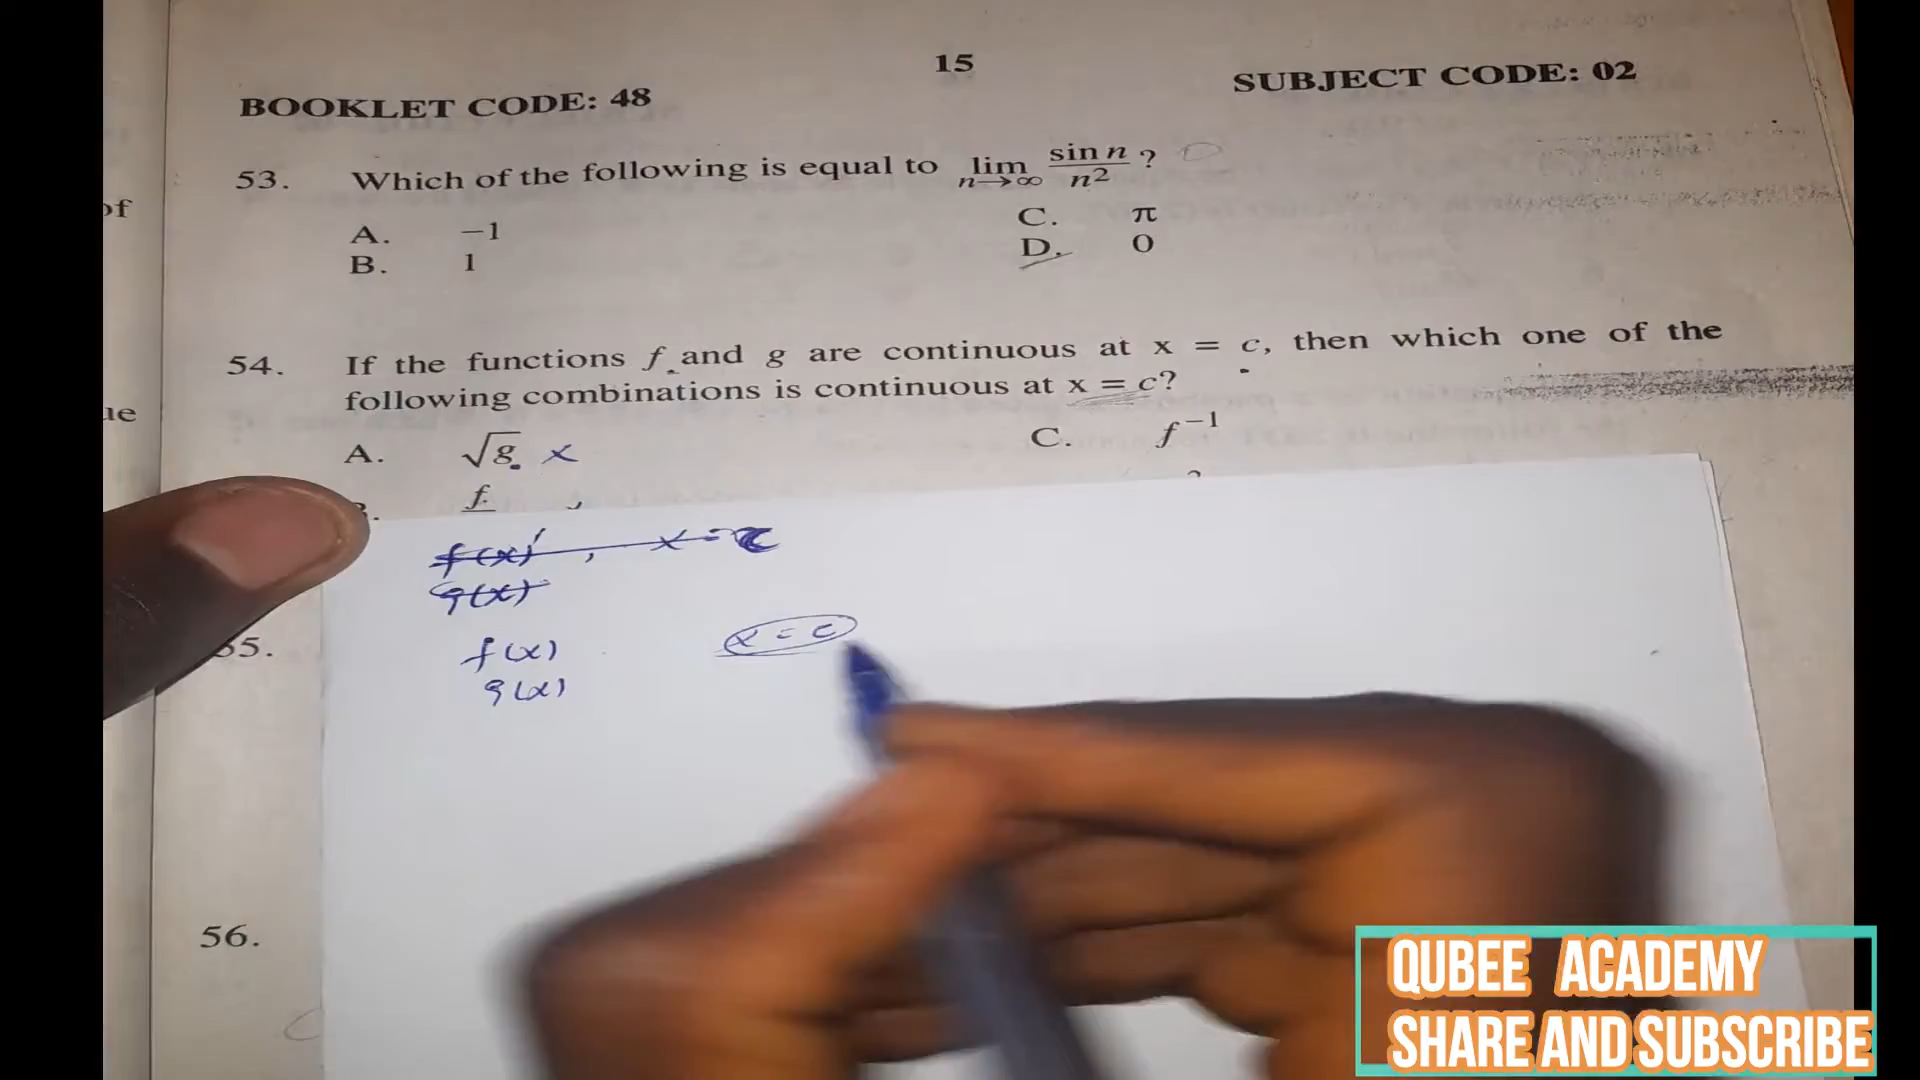 15
BOOKLET CODE: 48
SUBJECT CODE: 02
of
53. Which of the following is equal to lim n→∞ sin n / n² ?
A. −1
C. π
B. 1
D. 0
54. If the functions f and g are continuous at x = c, then which one of the
ue
following combinations is continuous at x = c?
A. √g x
C. f⁻¹
f
f(x) , x = c
g(x)
x = c
55. f(x)
g(x)
56.
QUBEE ACADEMY
SHARE AND SUBSCRIBE